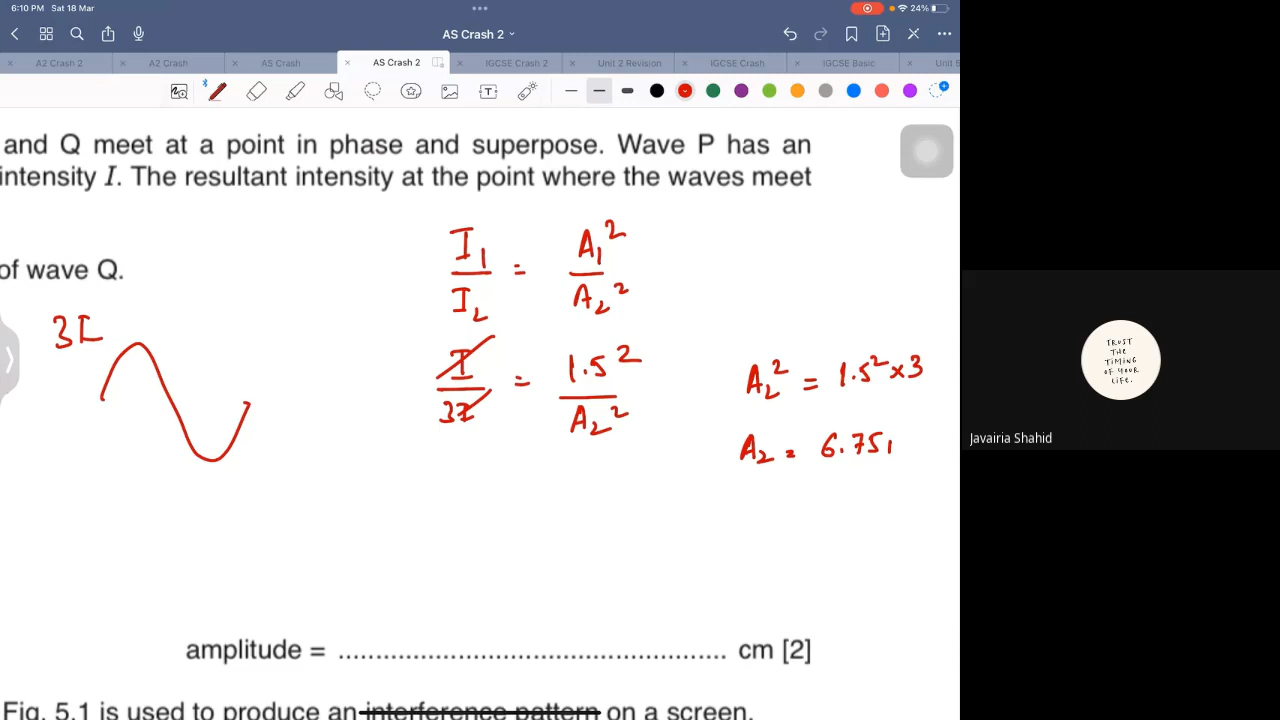 6:10 PM Sat 18 Mar
24%
AS Crash 2
A2 Crash 2
A2 Crash
AS Crash
AS Crash 2
IGCSE Crash 2
Unit 2 Revision
IGCSE Crash
IGCSE Basic
Unit 5
and Q meet at a point in phase and superpose. Wave P has an
intensity I. The resultant intensity at the point where the waves meet
of wave Q.
3I
I₁/I₂ = A₁²/A₂²
I/3I = 1.5²/A₂²
A₂² = 1.5² × 3
A₂ = 6.75
TRUST
THE
TIMING
OF YOUR
LIFE.
Javairia Shahid
amplitude = ................................................... cm [2]
Fig. 5.1 is used to produce an interference pattern on a screen.